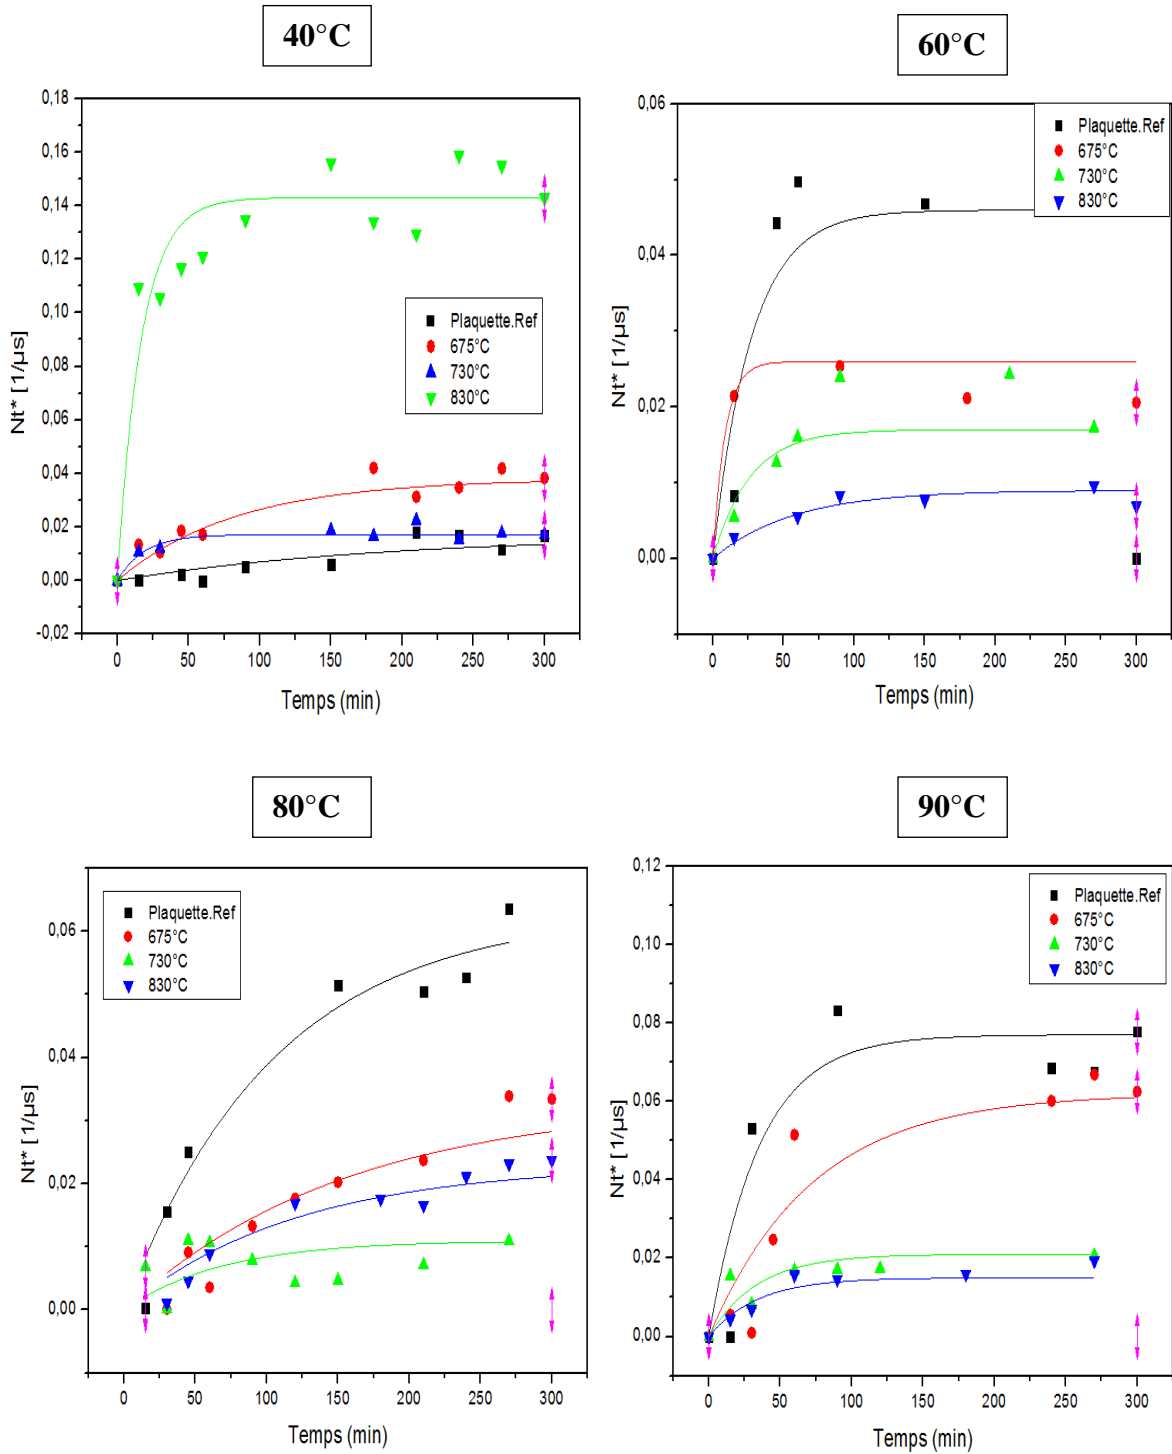 40°C
0,18
0,16
0,14
0,12
0,10
0,08
0,06
0,04
0,02
0,00
-0,02
Nt* [1/µs]
Plaquette.Ref
675°C
730°C
830°C
0 50 100 150 200 250 300
Temps (min)
60°C
0,06
0,04
0,02
0,00
Nt* [1/µs]
Plaquette.Ref
675°C
730°C
830°C
0 50 100 150 200 250 300
Temps (min)
80°C
0,06
0,04
0,02
0,00
Nt* [1/µs]
Plaquette.Ref
675°C
730°C
830°C
0 50 100 150 200 250 300
Temps (min)
90°C
0,12
0,10
0,08
0,06
0,04
0,02
0,00
Nt* [1/µs]
Plaquette.Ref
675°C
730°C
830°C
0 50 100 150 200 250 300
Temps (min)